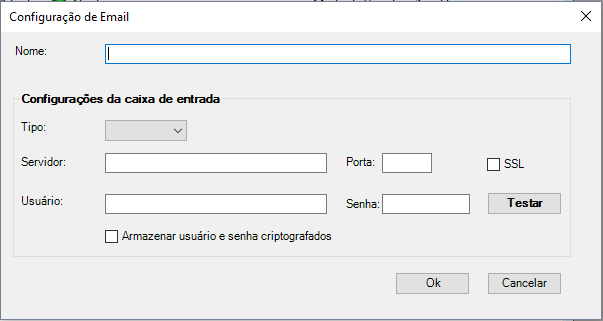 Configuração de Email
Nome:
Configurações da caixa de entrada
Tipo:
Servidor:
Porta:
SSL
Usuário:
Senha:
Testar
Armazenar usuário e senha criptografados
Ok
Cancelar